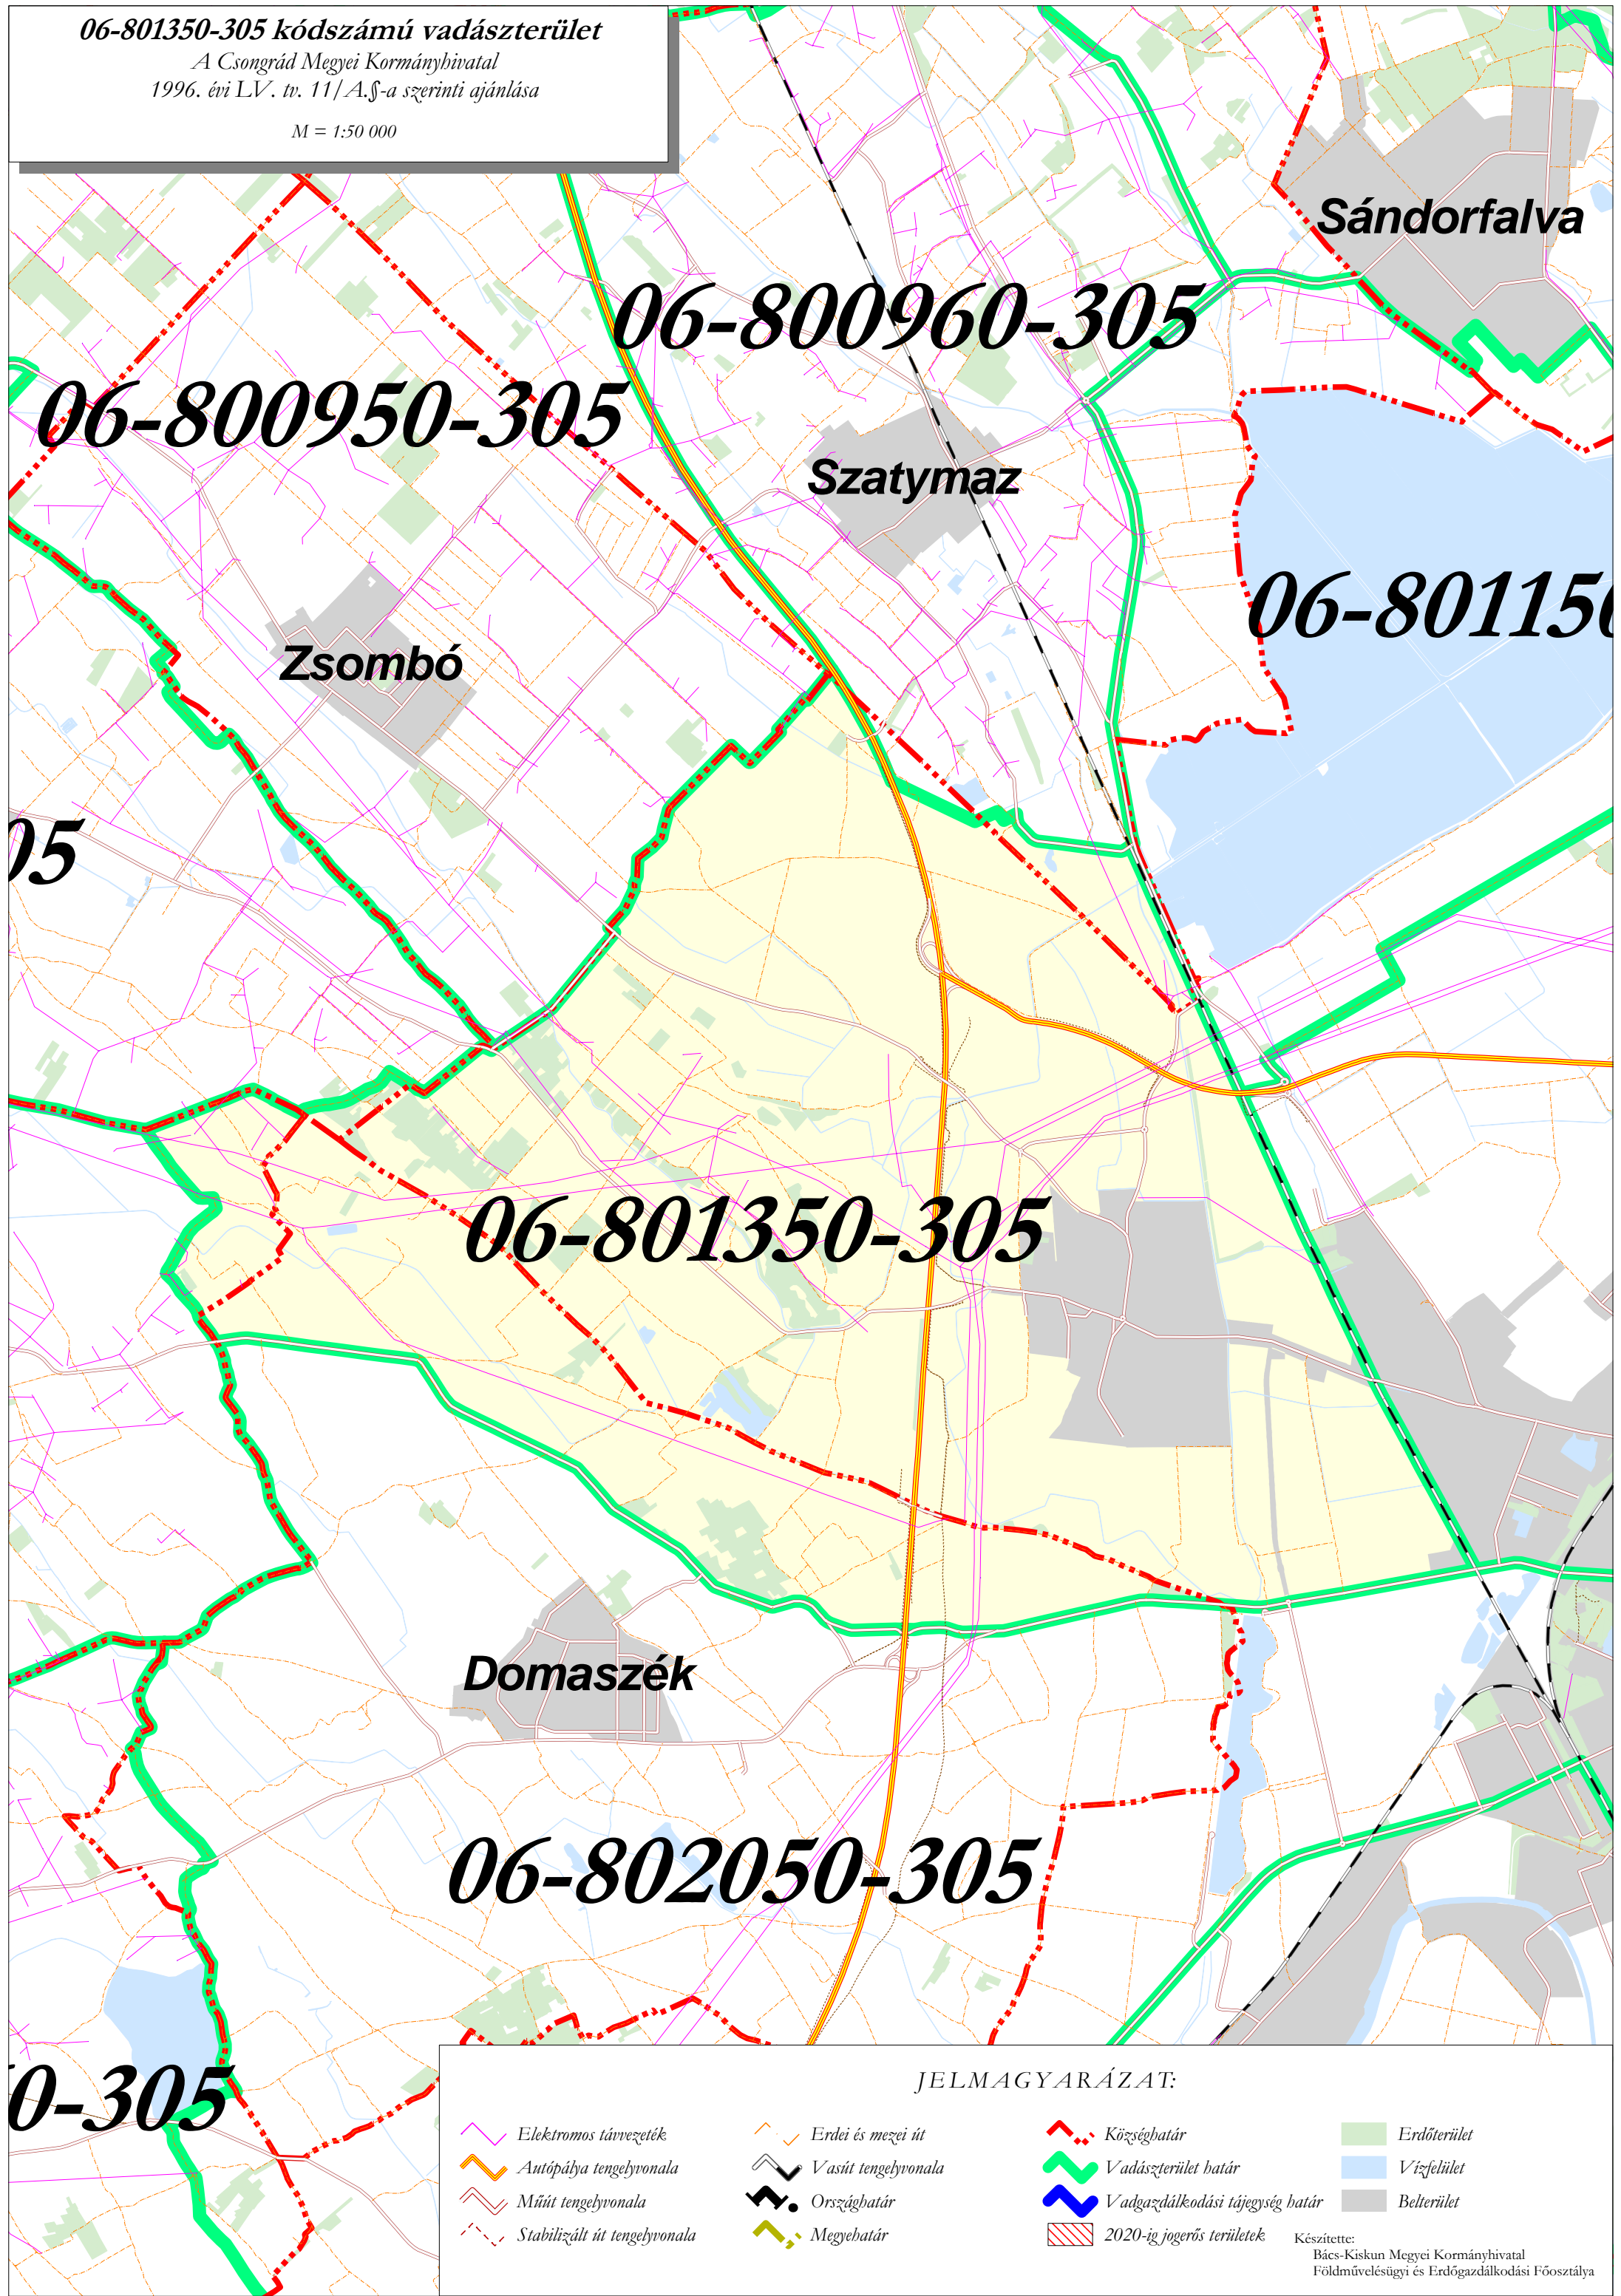 06-801350-305 kódszámú vadászterület
A Csongrád Megyei Kormányhivatal
1996. évi LV. tv. 11/A.§-a szerinti ajánlása
M = 1:50 000
Sándorfalva
06-800960-305
06-800950-305
Szatymaz
06-80115
Zsombó
05
06-801350-305
Domaszék
06-802050-305
0-305
JELMAGYARÁZAT:
Elektromos távvezeték
Autópálya tengelyvonala
Műút tengelyvonala
Stabilizált út tengelyvonala
Erdei és mezei út
Vasút tengelyvonala
Országhatár
Megyehatár
Községhatár
Vadászterület határ
Vadgazdálkodási tájegység határ
2020-ig jogerős területek
Erdőterület
Vízfelület
Belterület
Készítette:
Bács-Kiskun Megyei Kormányhivatal
Földművelésügyi és Erdőgazdálkodási Főosztálya